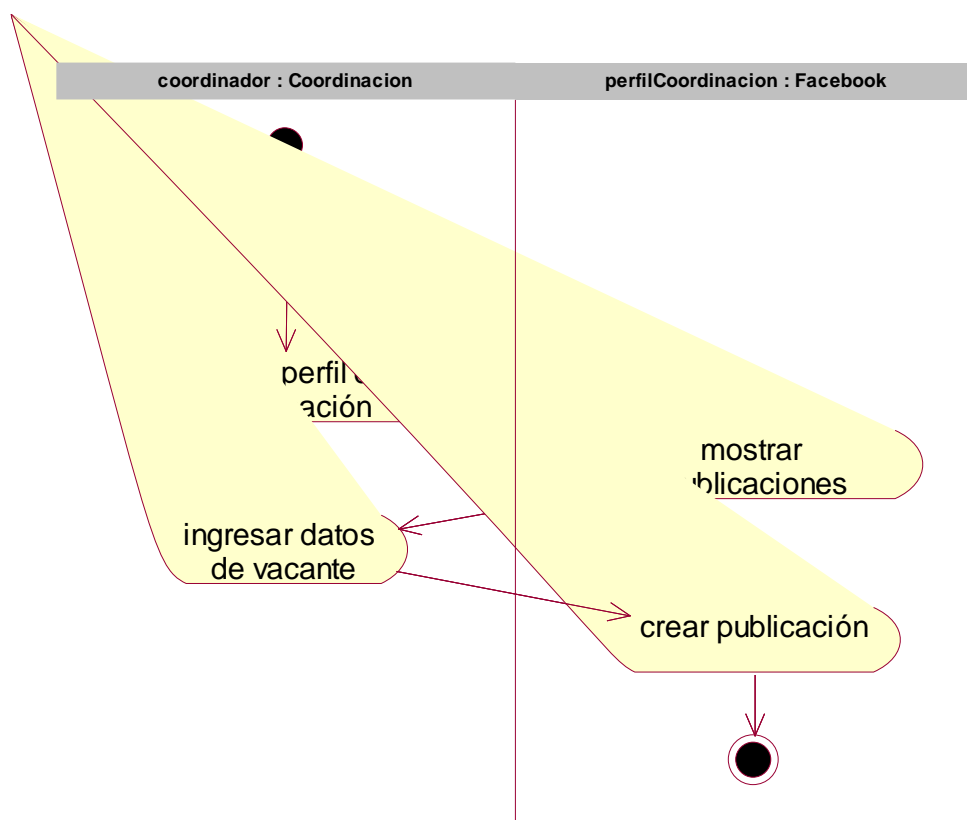 coordinador : Coordinacion
perfilCoordinacion : Facebook
perfil
ación
mostrar
blicaciones
ingresar datos
de vacante
crear publicación